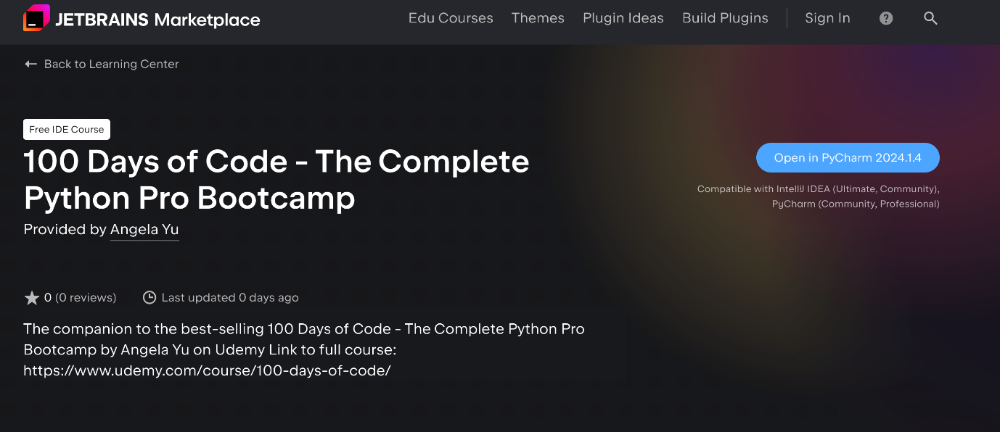 JETBRAINS Marketplace
Edu Courses Themes Plugin Ideas Build Plugins Sign In ?
← Back to Learning Center
Free IDE Course
100 Days of Code - The Complete
Python Pro Bootcamp
Provided by Angela Yu
Open in PyCharm 2024.1.4
Compatible with IntelliJ IDEA (Ultimate, Community),
PyCharm (Community, Professional)
0 (0 reviews) Last updated 0 days ago
The companion to the best-selling 100 Days of Code - The Complete Python Pro
Bootcamp by Angela Yu on Udemy Link to full course:
https://www.udemy.com/course/100-days-of-code/